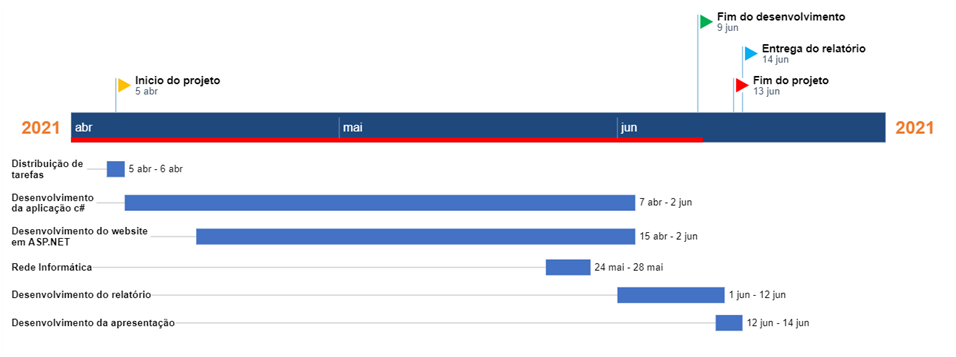 Fim do desenvolvimento
9 jun
Entrega do relatório
14 jun
Início do projeto
5 abr
Fim do projeto
13 jun
2021
abr
mai
jun
2021
Distribuição de
tarefas
5 abr - 6 abr
Desenvolvimento
da aplicação c#
7 abr - 2 jun
Desenvolvimento do website
em ASP.NET
15 abr - 2 jun
Rede Informática
24 mai - 28 mai
Desenvolvimento do relatório
1 jun - 12 jun
Desenvolvimento da apresentação
12 jun - 14 jun